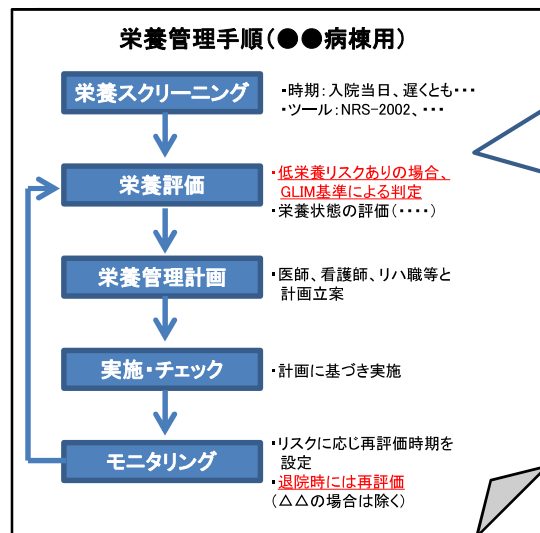 栄養管理手順(●●病棟用)
栄養スクリーニング
・時期:入院当日、遅くとも・・・
・ツール:NRS-2002、・・・
栄養評価
・低栄養リスクありの場合、
GLIM基準による判定
・栄養状態の評価(・・・・)
栄養管理計画
・医師、看護師、リハ職等と
計画立案
実施・チェック
・計画に基づき実施
モニタリング
・リスクに応じ再評価時期を
設定
・退院時には再評価
(△△の場合は除く)